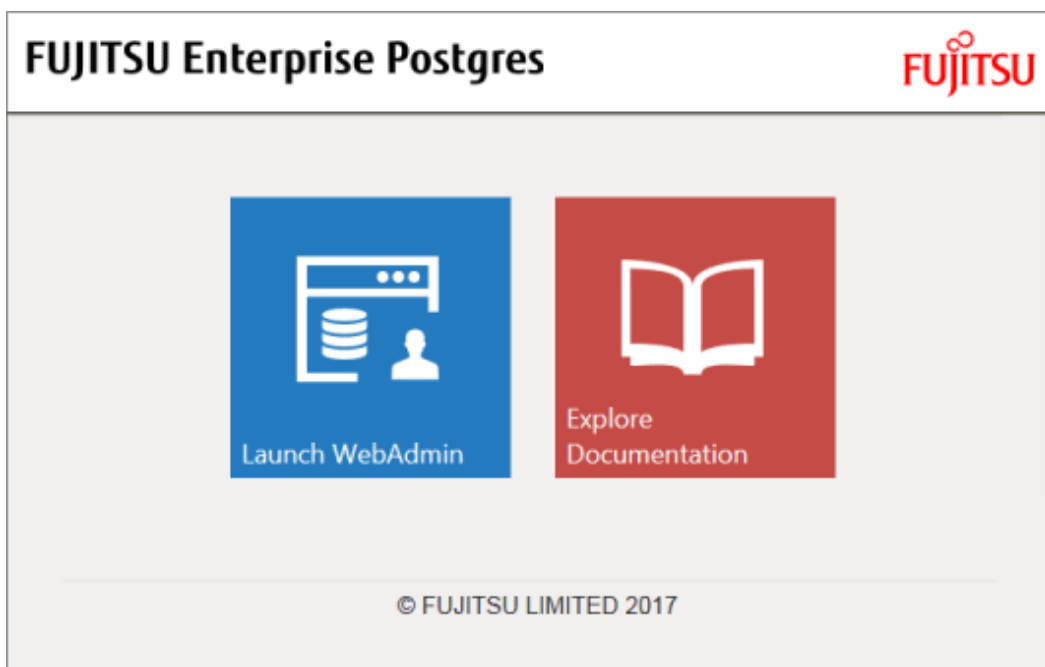 FUJITSU Enterprise Postgres
FUJITSU
Launch WebAdmin
Explore
Documentation
© FUJITSU LIMITED 2017